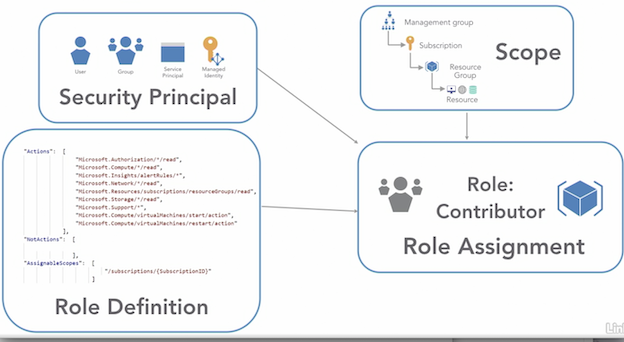 User
Group
Service
Principal
Managed
Identity
Security Principal
Management group
Subscription
Resource
Group
Resource
Scope
"Actions": [
"Microsoft.Authorization/*/read",
"Microsoft.Compute/*/read",
"Microsoft.Insights/alertRules/*",
"Microsoft.Network/*/read",
"Microsoft.Resources/subscriptions/resourceGroups/read",
"Microsoft.Storage/*/read",
"Microsoft.Support/*",
"Microsoft.Compute/virtualMachines/start/action",
"Microsoft.Compute/virtualMachines/restart/action"
],
"NotActions": [
],
"AssignableScopes": [
"/subscriptions/{SubscriptionID}"
]
Role Definition
Role:
Contributor
Role Assignment
Lin